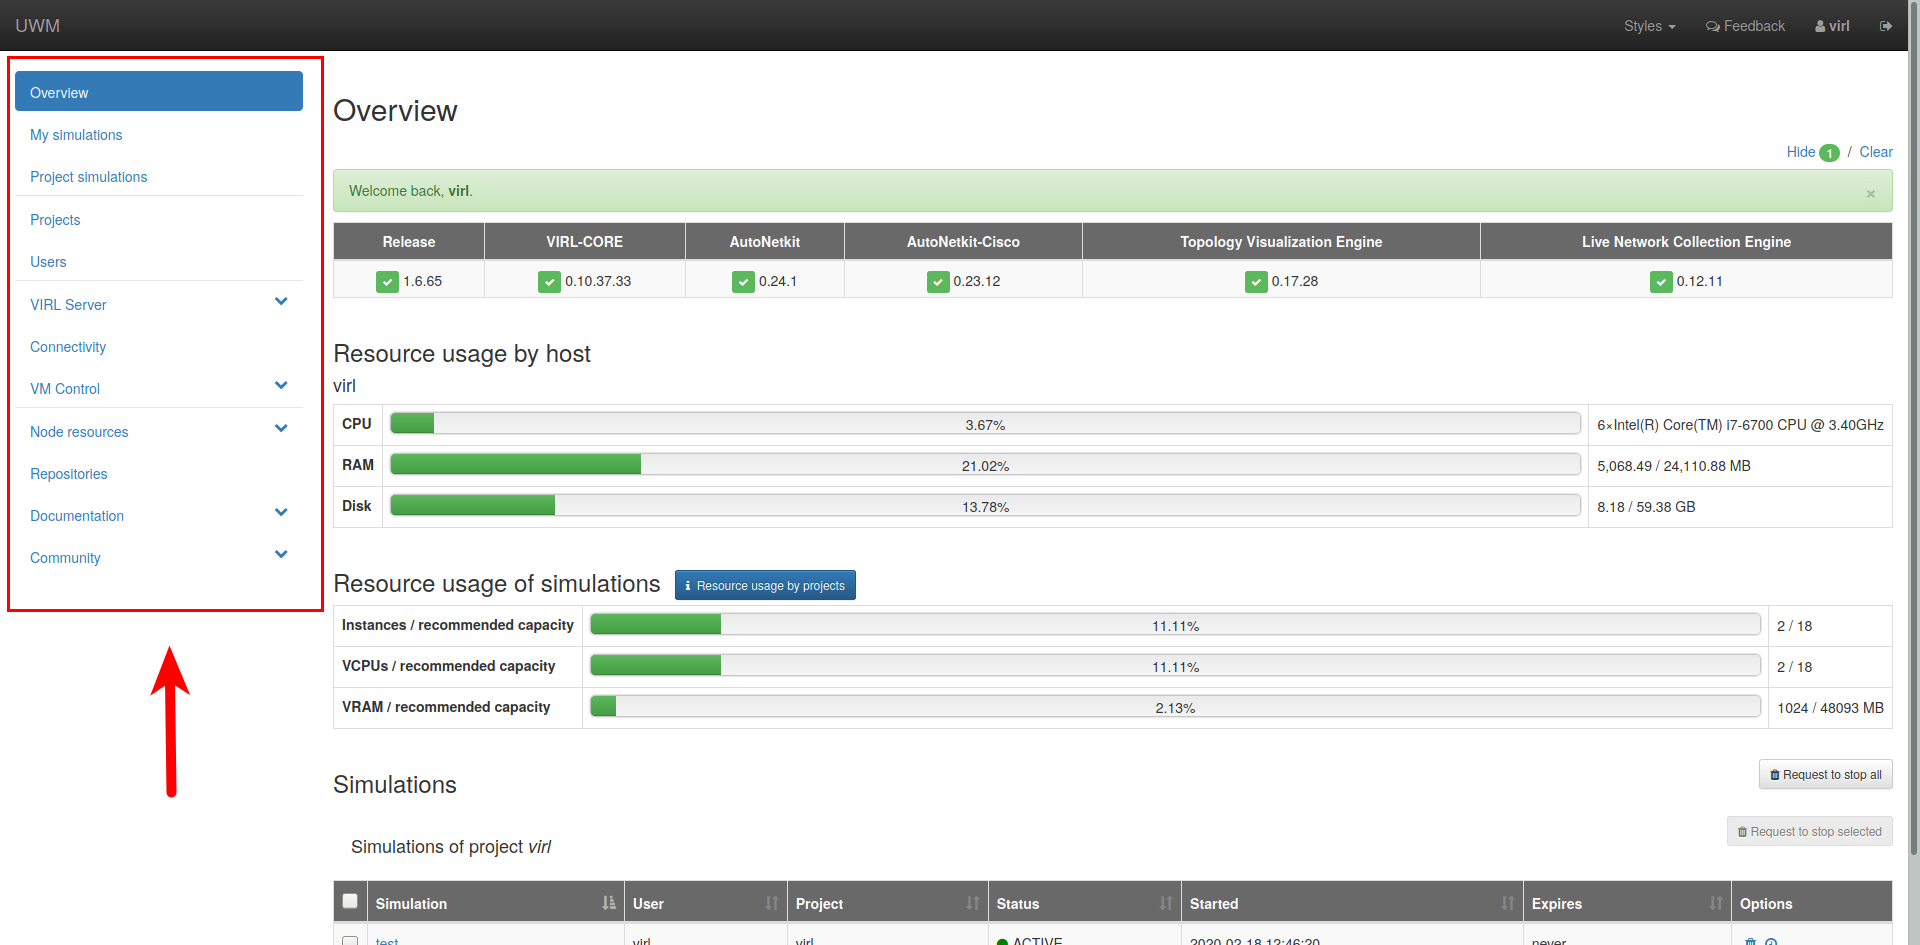 UWM
Styles
Feedback
virl
Overview
My simulations
Project simulations
Projects
Users
VIRL Server
Connectivity
VM Control
Node resources
Repositories
Documentation
Community
Overview
Hide 1 / Clear
Welcome back, virl.
×
Release VIRL-CORE AutoNetkit AutoNetkit-Cisco Topology Visualization Engine Live Network Collection Engine
1.6.65 0.10.37.33 0.24.1 0.23.12 0.17.28 0.12.11
Resource usage by host
virl
CPU 3.67% 6×Intel(R) Core(TM) i7-6700 CPU @ 3.40GHz
RAM 21.02% 5,068.49 / 24,110.88 MB
Disk 13.78% 8.18 / 59.38 GB
Resource usage of simulations Resource usage by projects
Instances / recommended capacity 11.11% 2 / 18
VCPUs / recommended capacity 11.11% 2 / 18
VRAM / recommended capacity 2.13% 1024 / 48093 MB
Simulations
Request to stop all
Simulations of project virl
Request to stop selected
Simulation User Project Status Started Expires Options
test virl virl ACTIVE 2020-02-18 12:46:20 never